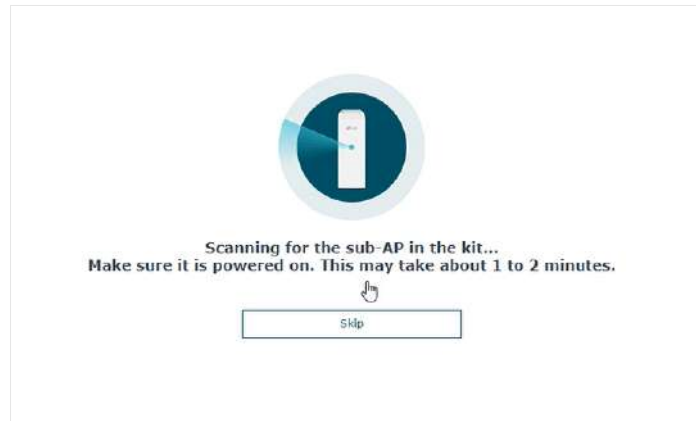 Scanning for the sub-AP in the kit...
Make sure it is powered on. This may take about 1 to 2 minutes.
Skip